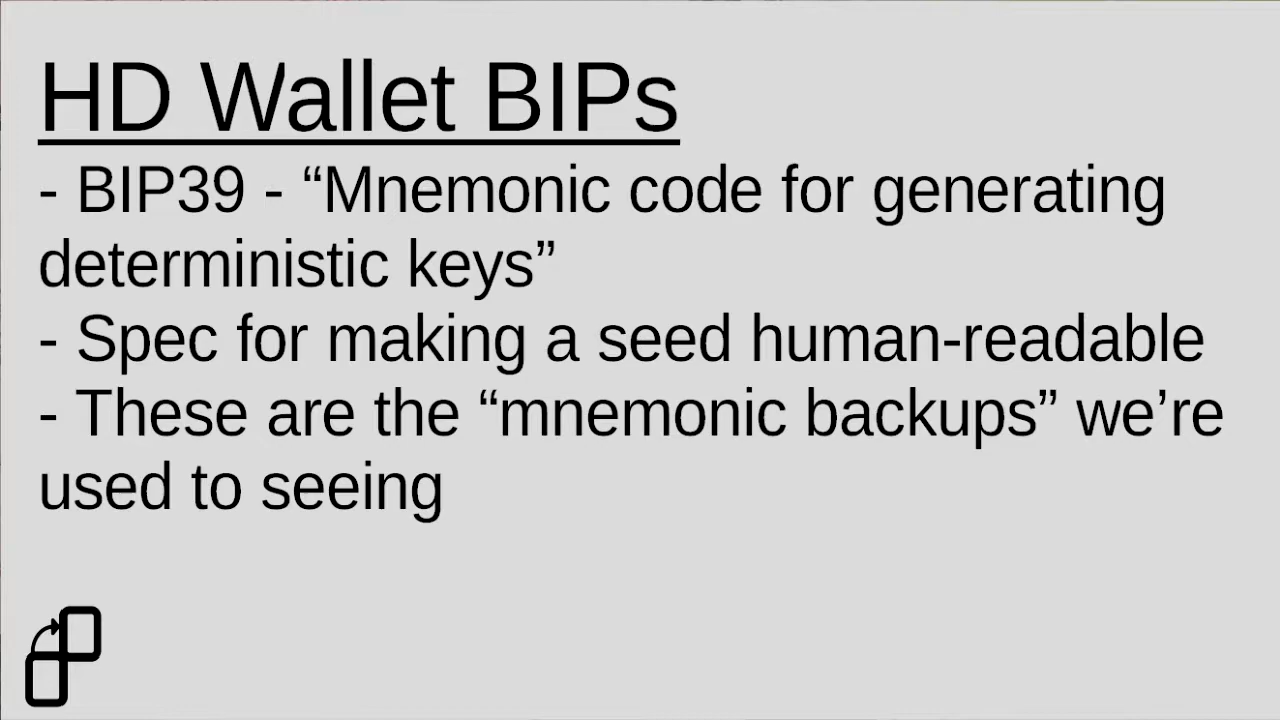 HD Wallet BIPs
- BIP39 - “Mnemonic code for generating
deterministic keys”
- Spec for making a seed human-readable
- These are the “mnemonic backups” we’re
used to seeing